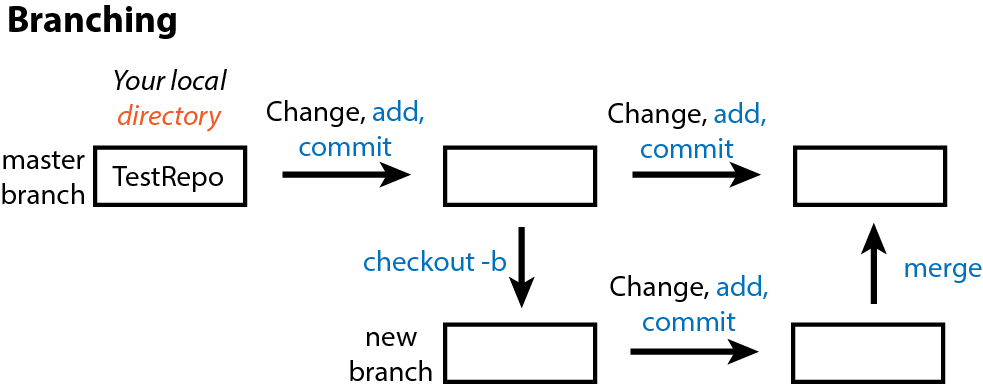 Branching
Your local
directory
Change, add,
commit
Change, add,
commit
master
branch
TestRepo
checkout -b
merge
Change, add,
commit
new
branch